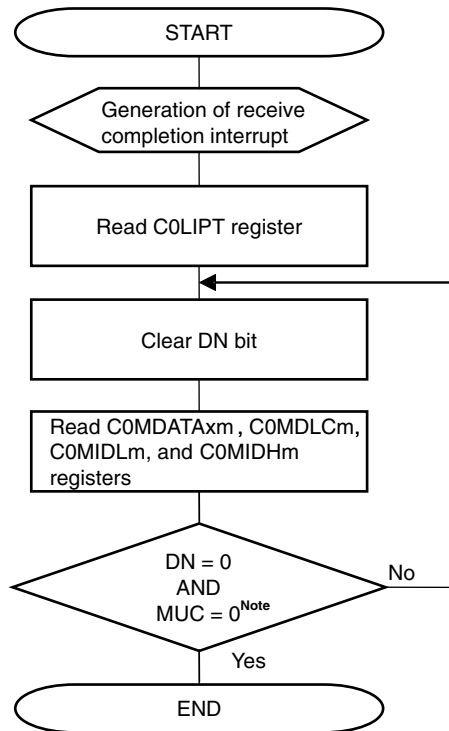 START
Generation of receive
completion interrupt
Read C0LIPT register
Clear DN bit
Read C0MDATAxm, C0MDLCm,
C0MIDLm, and C0MIDHm
registers
DN = 0
AND
MUC = 0Note
No
Yes
END